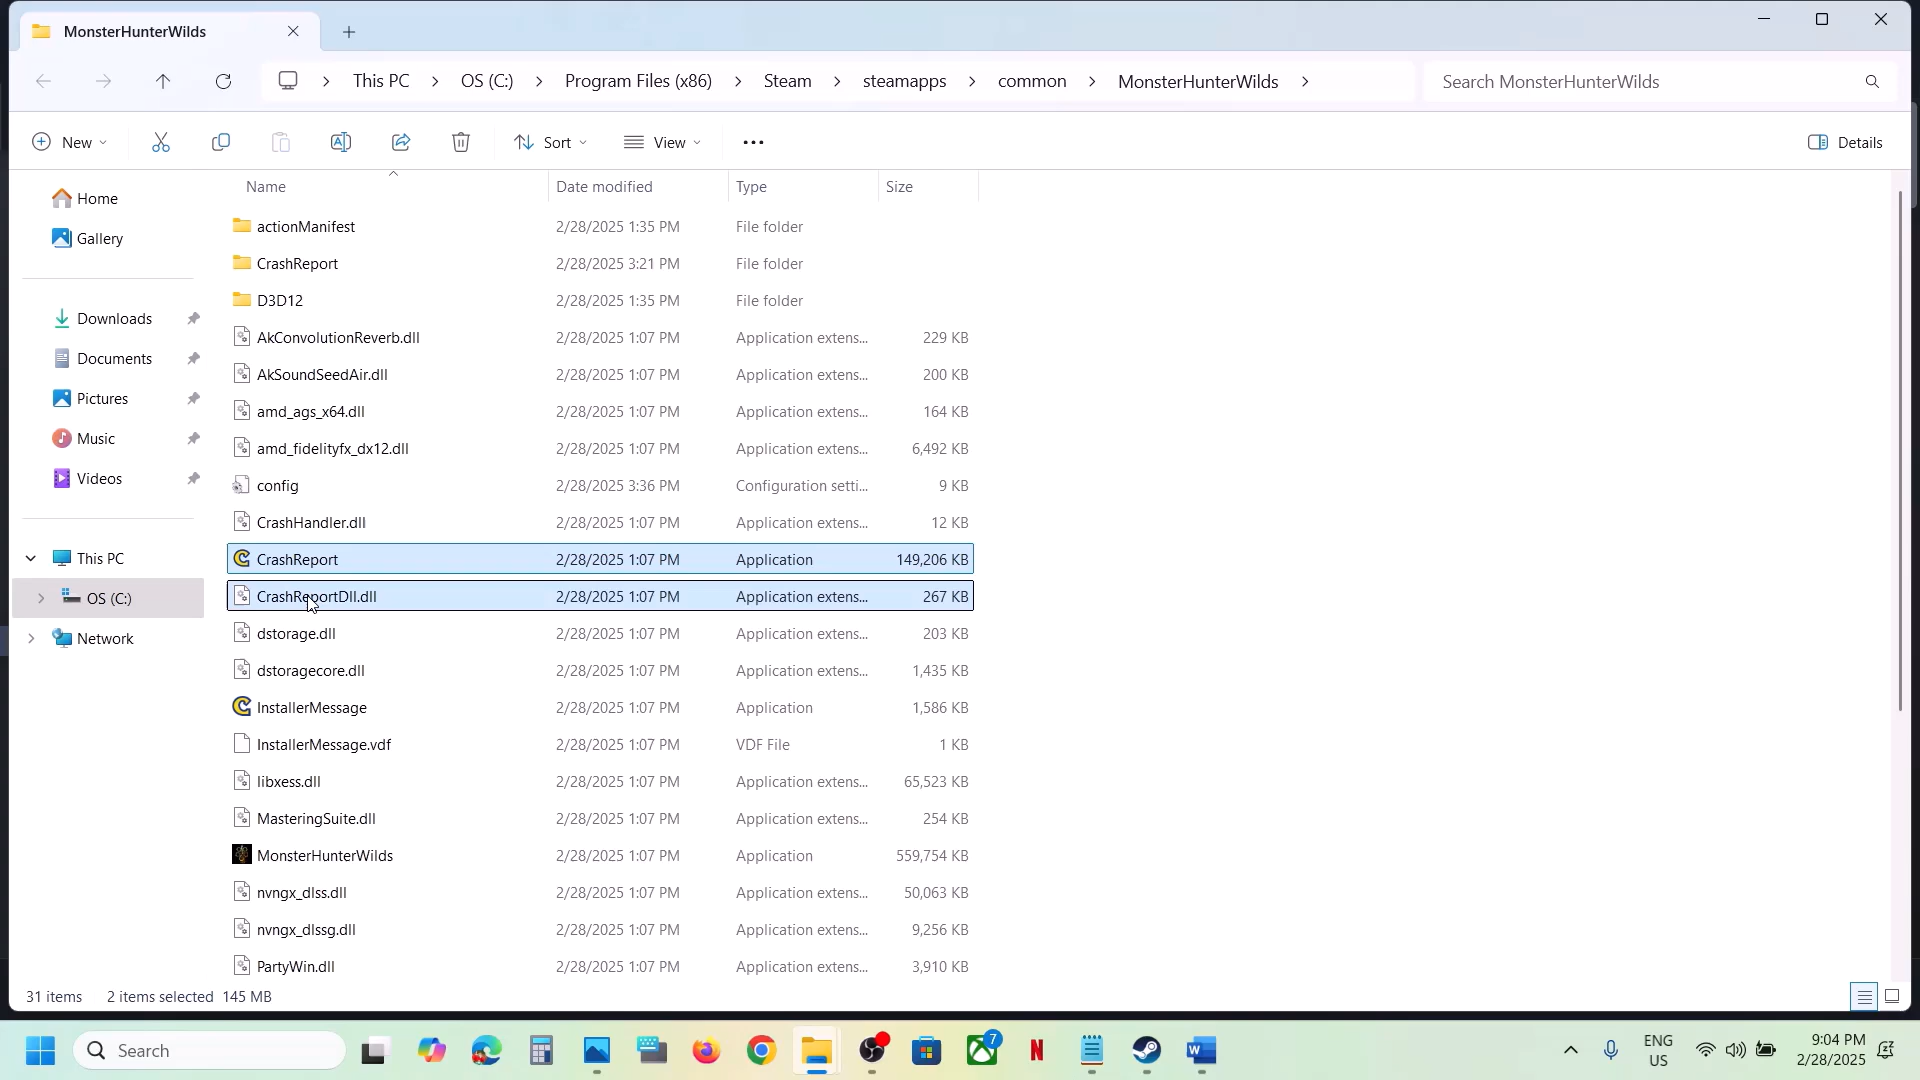 MonsterHunterWilds
This PC > OS (C:) > Program Files (x86) > Steam > steamapps > common > MonsterHunterWilds >
Search MonsterHunterWilds
New
Sort
View
Details
Home
Gallery
Downloads
Documents
Pictures
Music
Videos
This PC
OS (C:)
Network
Name Date modified Type Size
actionManifest 2/28/2025 1:35 PM File folder
CrashReport 2/28/2025 3:21 PM File folder
D3D12 2/28/2025 1:35 PM File folder
AkConvolutionReverb.dll 2/28/2025 1:07 PM Application extens... 229 KB
AkSoundSeedAir.dll 2/28/2025 1:07 PM Application extens... 200 KB
amd_ags_x64.dll 2/28/2025 1:07 PM Application extens... 164 KB
amd_fidelityfx_dx12.dll 2/28/2025 1:07 PM Application extens... 6,492 KB
config 2/28/2025 3:36 PM Configuration setti... 9 KB
CrashHandler.dll 2/28/2025 1:07 PM Application extens... 12 KB
CrashReport 2/28/2025 1:07 PM Application 149,206 KB
CrashReportDll.dll 2/28/2025 1:07 PM Application extens... 267 KB
dstorage.dll 2/28/2025 1:07 PM Application extens... 203 KB
dstoragecore.dll 2/28/2025 1:07 PM Application extens... 1,435 KB
InstallerMessage 2/28/2025 1:07 PM Application 1,586 KB
InstallerMessage.vdf 2/28/2025 1:07 PM VDF File 1 KB
libxess.dll 2/28/2025 1:07 PM Application extens... 65,523 KB
MasteringSuite.dll 2/28/2025 1:07 PM Application extens... 254 KB
MonsterHunterWilds 2/28/2025 1:07 PM Application 559,754 KB
nvngx_dlss.dll 2/28/2025 1:07 PM Application extens... 50,063 KB
nvngx_dlssg.dll 2/28/2025 1:07 PM Application extens... 9,256 KB
PartyWin.dll 2/28/2025 1:07 PM Application extens... 3,910 KB
31 items 2 items selected 145 MB
Search
7
ENG
US
9:04 PM
2/28/2025